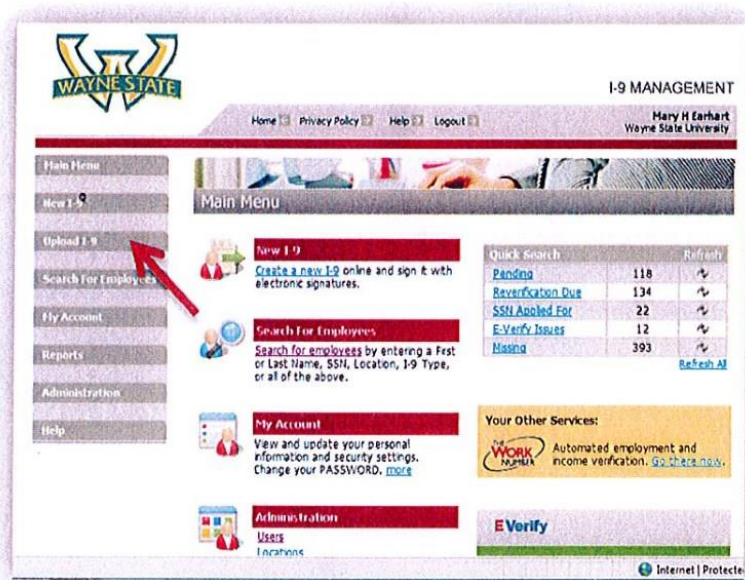 WAYNE STATE
I-9 MANAGEMENT
Home Privacy Policy Help Logout
Mary H Earhart
Wayne State University
Main Menu
New I-9
Upload I-9
Search For Employees
My Account
Reports
Administration
Help
Main Menu
New I-9
Create a new I-9 online and sign it with
electronic signatures.
Search For Employees
Search for employees by entering a First
or Last Name, SSN, Location, I-9 Type,
or all of the above.
My Account
View and update your personal
information and security settings.
Change your PASSWORD. more
Administration
Users
Locations
Quick Search Refresh
Pending 118
Reverification Due 134
SSN Applied For 22
E-Verify Issues 12
Missing 393
Refresh All
Your Other Services:
THE WORK NUMBER
Automated employment and
income verification. Go there now.
E Verify
Internet | Protecte